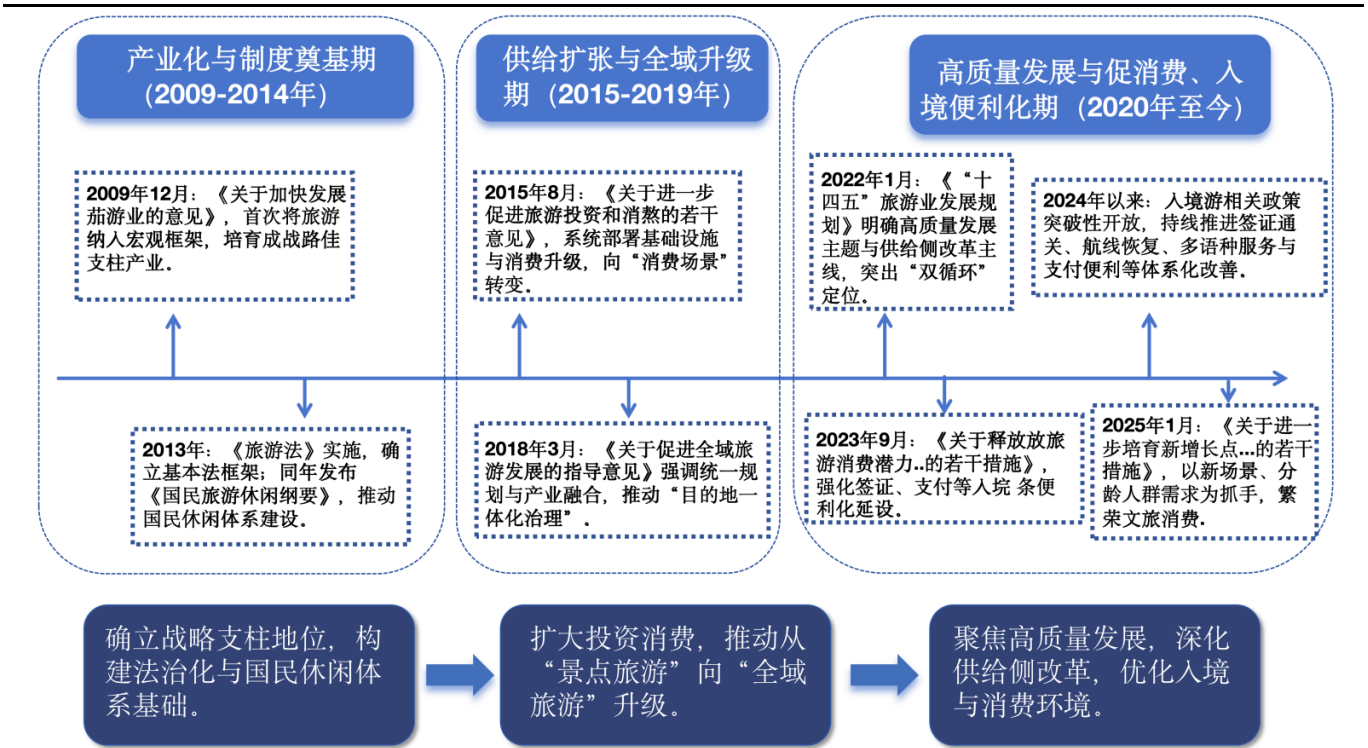 产业化与制度奠基期
(2009-2014年)
2009年12月：《关于加快发展
茄游业的意见》，首次将旅游
纳人宏观框架，培育成战路佳
支柱产业.
2013年：《旅游法》实施，确
立基本法框架；同年发布
《国民旅游休闲纲要》，推动
国民休闲体系建设。
供给扩张与全域升级
期（2015-2019年）
2015年8月：《关于进一步
促进旅游投资和消熬的若干
意见》，系统部署基础设施
与消费升级，向“消费场景”
转变.
2018年3月：《关于促进全域旅
游发展的指导意见》强调统一规
划与产业融合，推动“目的地一
体化治理”.
高质量发展与促消费、入
境便利化期（2020年至今）
2022年1月：《“十
四五”旅游业发展规
划》明确高质量发展
主题与供给侧改革主
线，突出“双循环”
定位.
2024年以来：入境游相关政策
突破性开放，持线推进签证通
关、航线恢复、多语种服务与
支付便利等体系化改善。
2023年9月：《关于释放放旅
游消费潜力..的若干措施》，
强化签证、支付等人垸 条便
利化延设。
2025年1月：《关于进一
步培育新增长点...的若干
措施》，以新场景、分
龄人群需求为抓手，繁
荣文旅消费.
确立战略支柱地位，构
建法治化与国民休闲体
系基础。
扩大投资消费，推动从
“景点旅游”向“全域
旅游”升级。
聚焦高质量发展，深化
供给侧改革，优化入境
与消费环境。